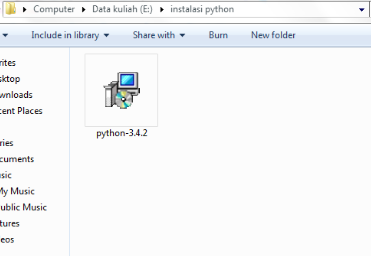 Computer ▸ Data kuliah (E:) ▸ instalasi python
Include in library ▾ Share with ▾ Burn New folder
rites
sktop
wnloads
cent Places
ries
cuments
usic
My Music
ublic Music
tures
eos
python-3.4.2